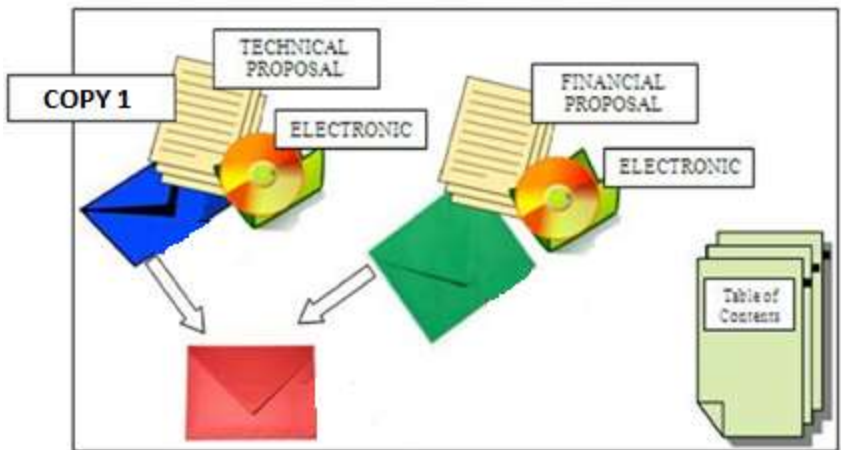 TECHNICAL
PROPOSAL
COPY 1
ELECTRONIC
FINANCIAL
PROPOSAL
ELECTRONIC
Table of
Contents